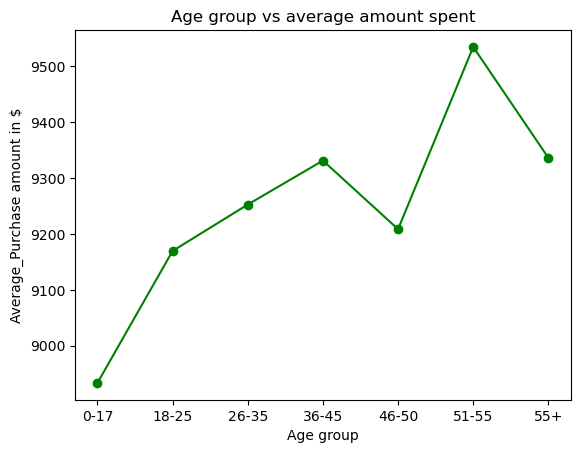 Age group vs average amount spent
Average_Purchase amount in $
9500
9400
9300
9200
9100
9000
0-17 18-25 26-35 36-45 46-50 51-55 55+
Age group